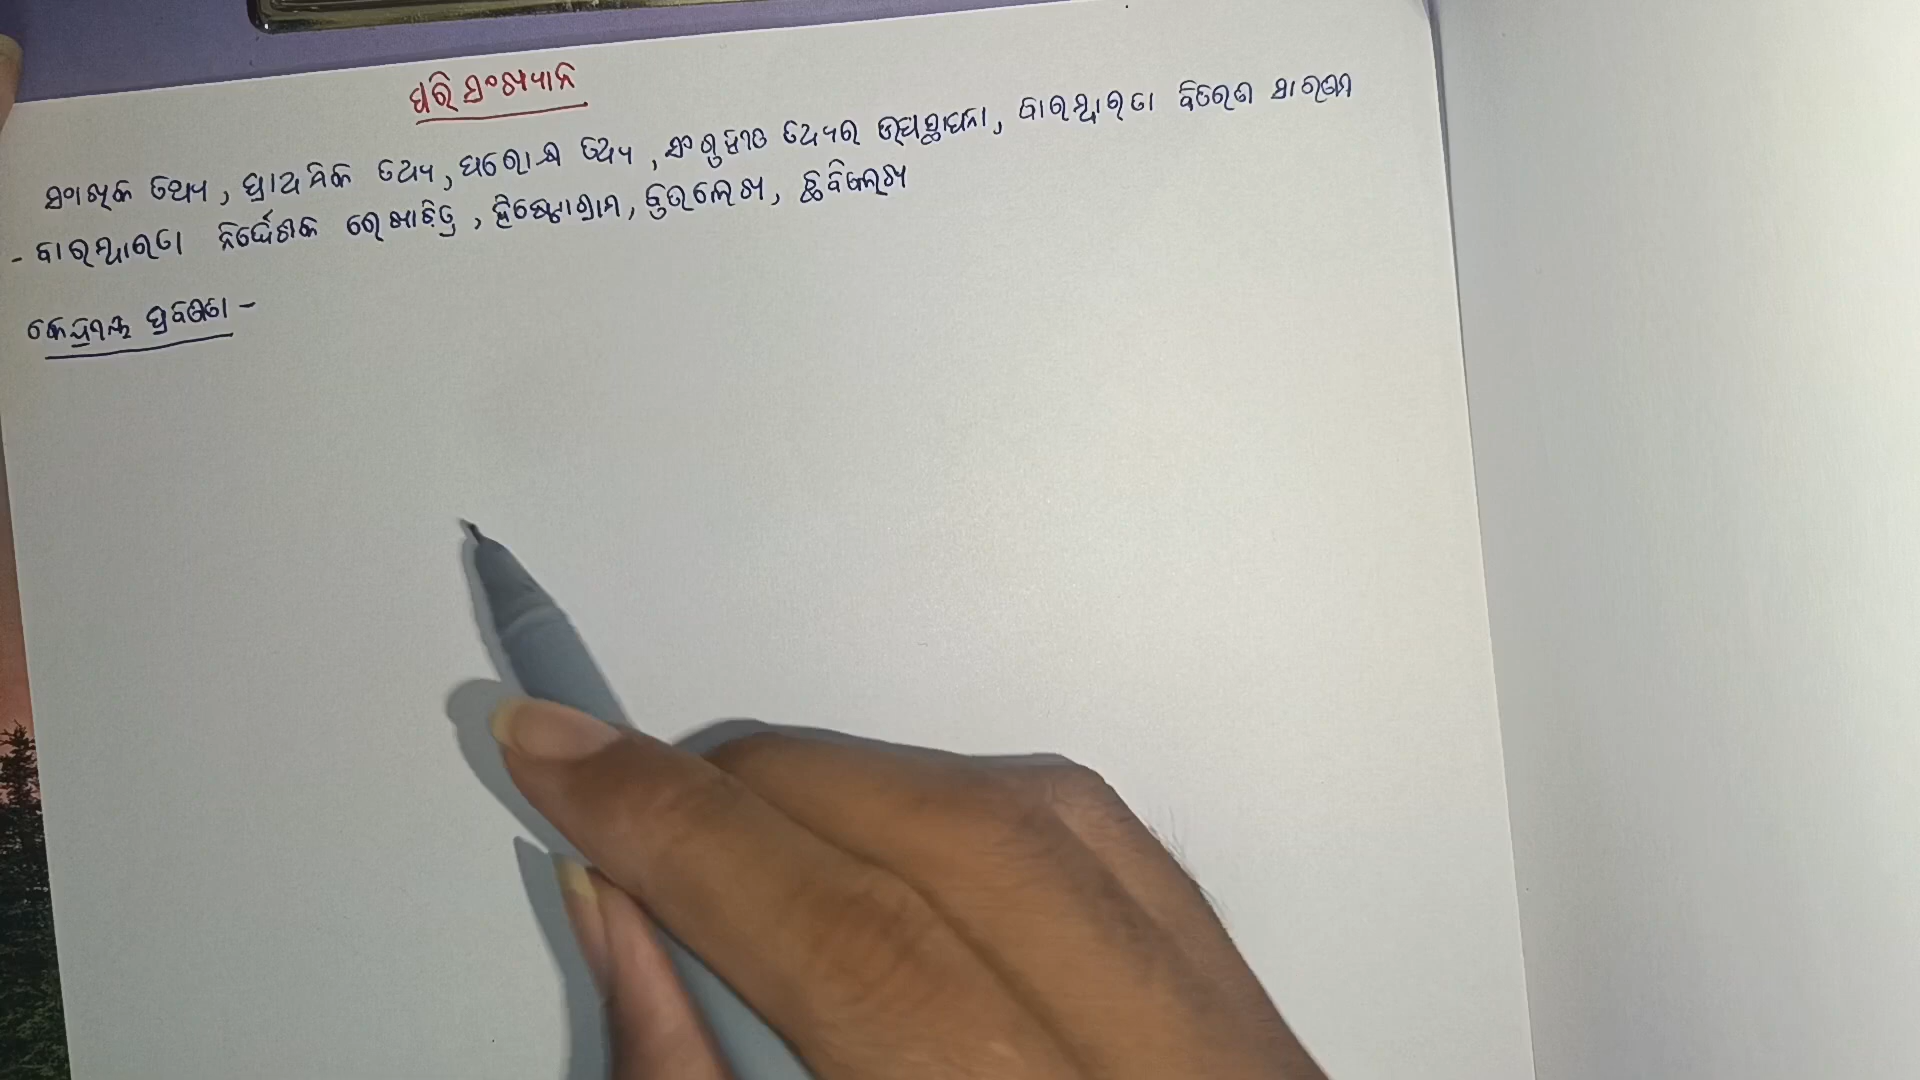 ପରିସଂଖ୍ୟାନ
ସାଂଖ୍ୟିକ ତଥ୍ୟ, ପ୍ରାଥମିକ ତଥ୍ୟ, ପରୋକ୍ଷ ତଥ୍ୟ, ସଂଗୃହୀତ ତଥ୍ୟର ଉପସ୍ଥାପନା, ବାରମ୍ବାରତା ବିତରଣ ସାରଣୀ
- ବାରମ୍ବାରତା ନିର୍ଦ୍ଦେଶକ ରେଖାଚିତ୍ର, ହିଷ୍ଟୋଗ୍ରାମ, ବୃତ୍ତଲେଖ, ଛବିଲେଖ
କେନ୍ଦ୍ରୀୟ ପ୍ରବଣତା -